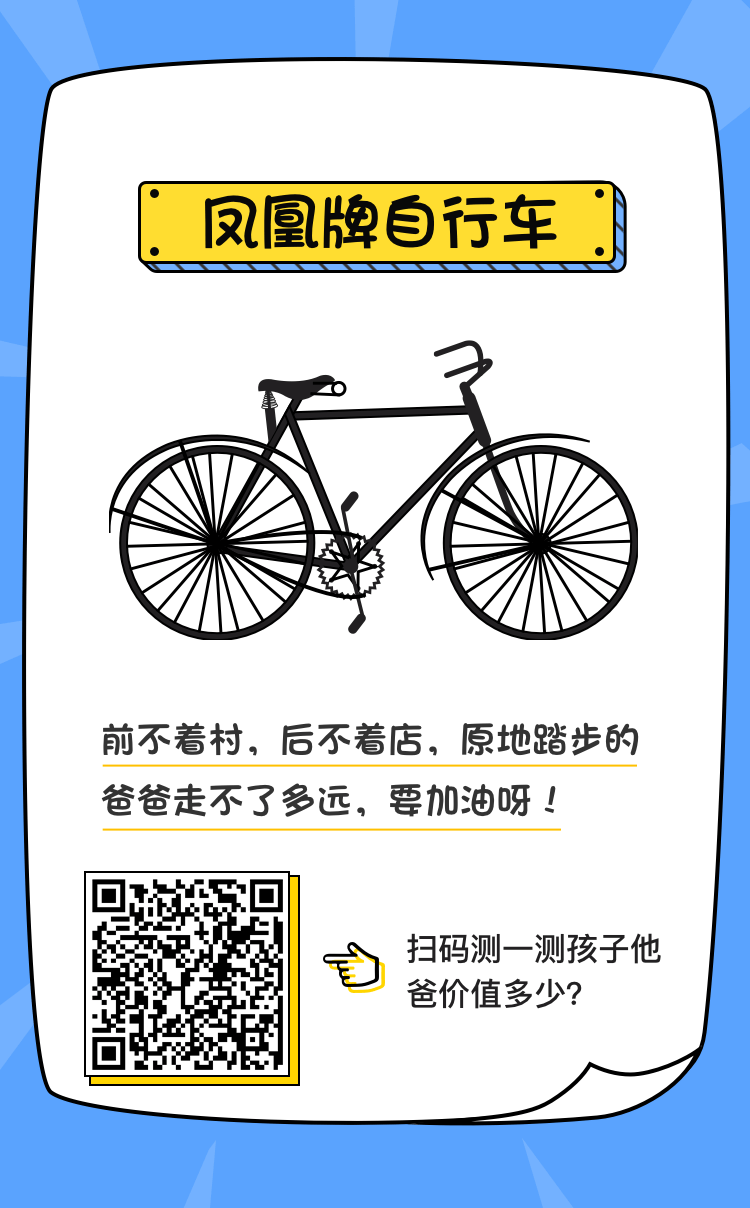 凤凰牌自行车
前不着村，后不着店，原地踏步的
爸爸走不了多远，要加油呀！
扫码测一测孩子他
爸价值多少?